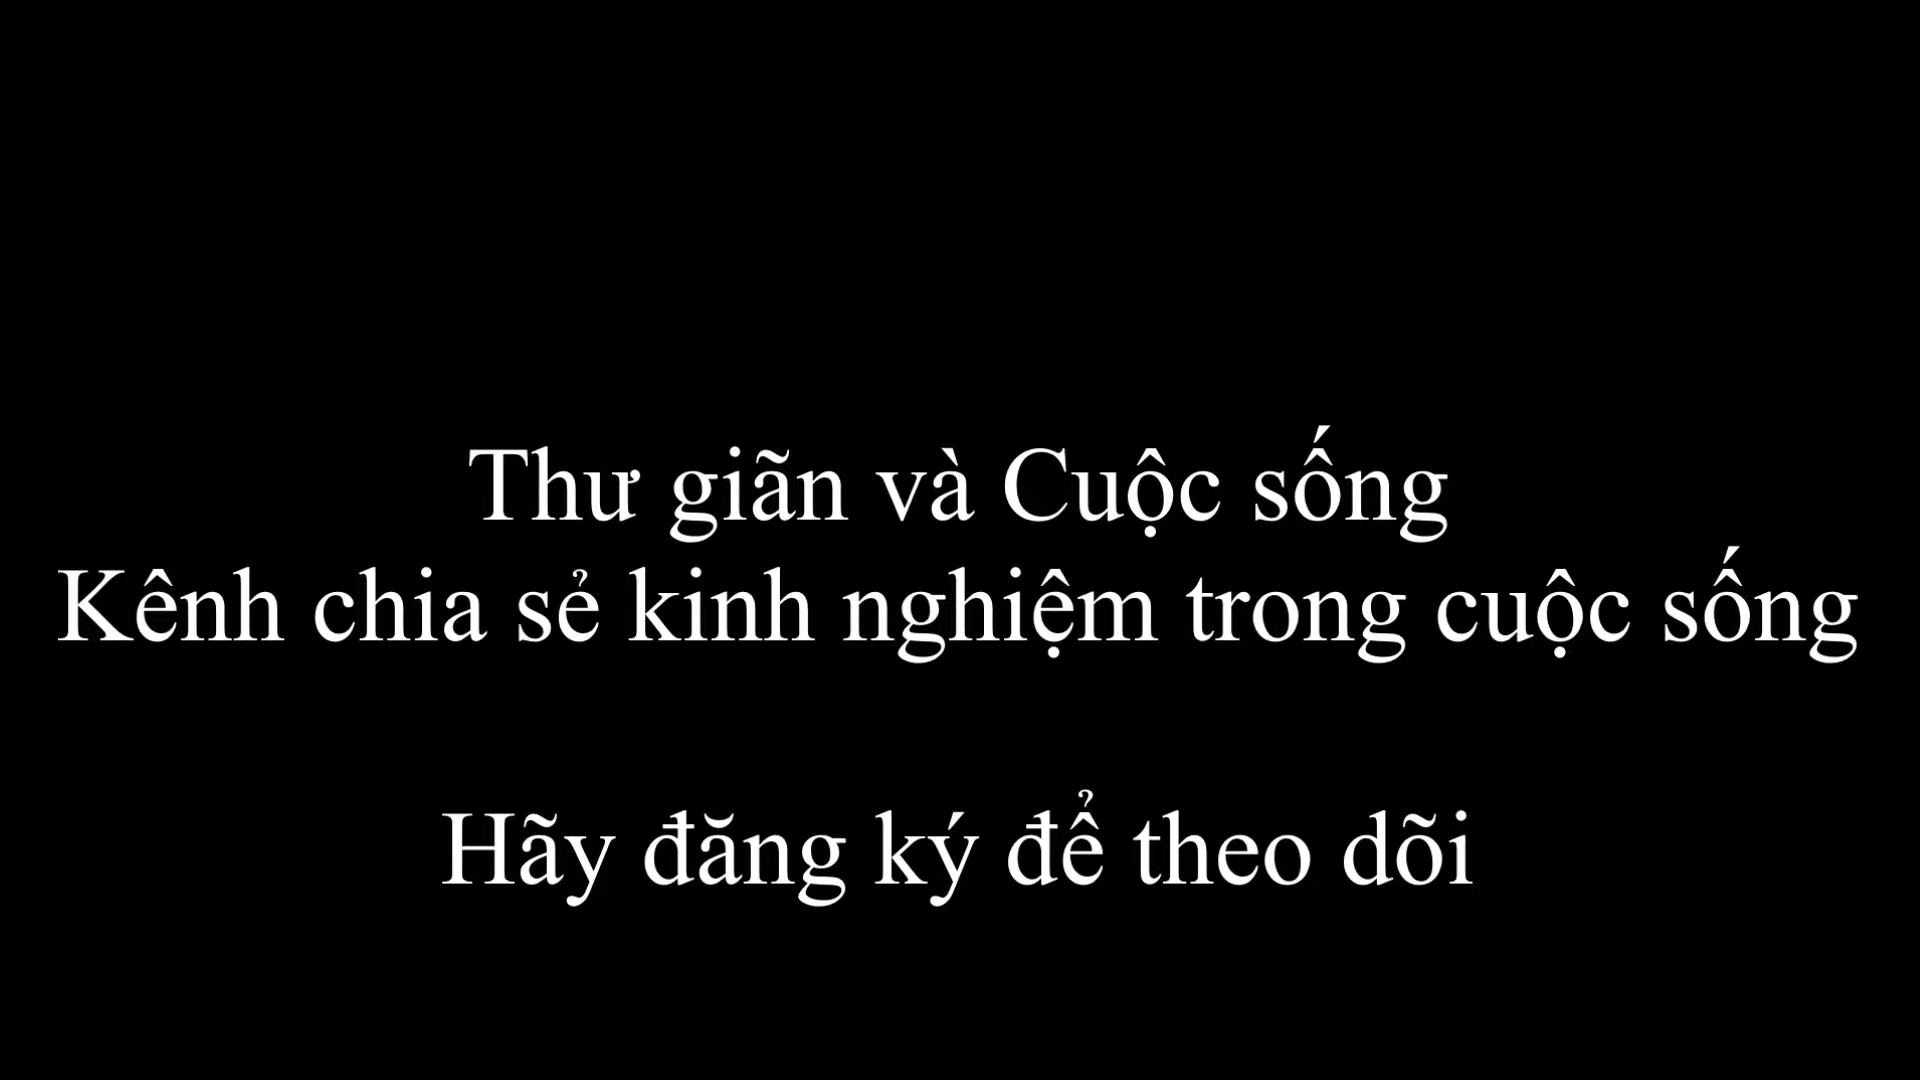 Thư giãn và Cuộc sống
Kênh chia sẻ kinh nghiệm trong cuộc sống
Hãy đăng ký để theo dõi